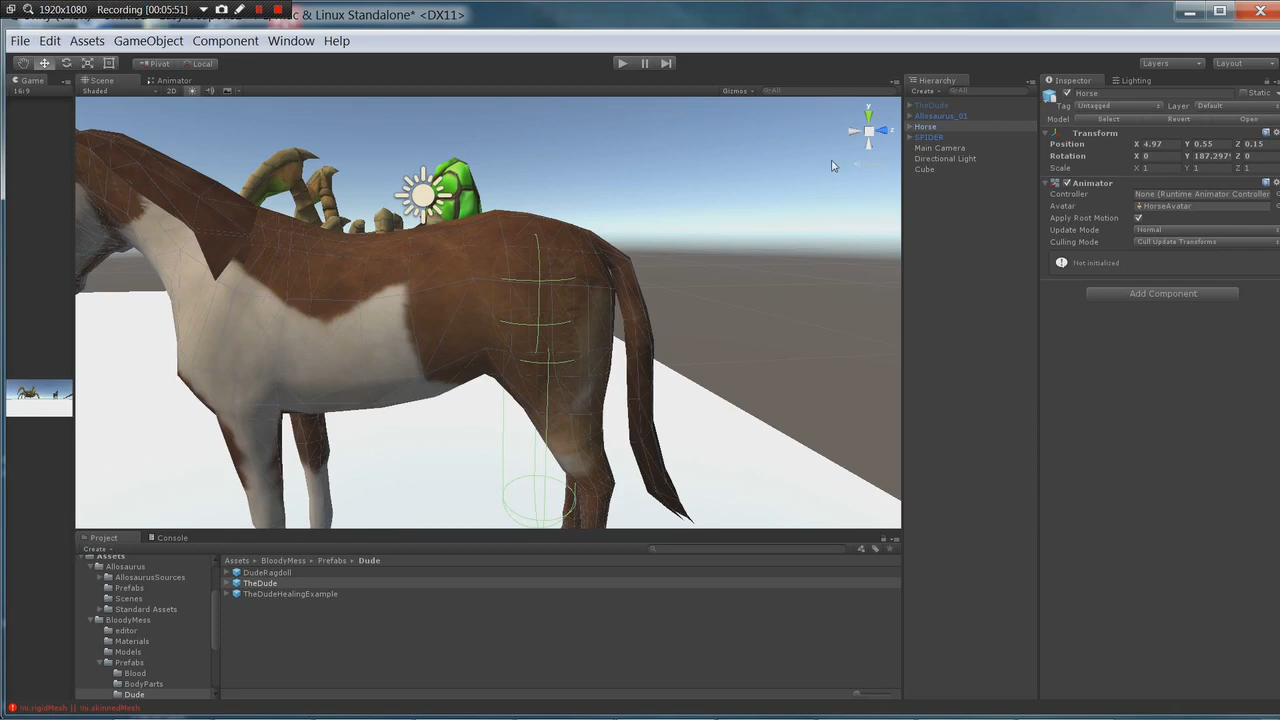 1920x1080 Recording [00:05:51]
& Linux Standalone* <DX11>
File Edit Assets GameObject Component Window Help
Pivot Local Layers Layout
Game Scene Animator Hierarchy Inspector Lighting
16:9 Shaded 2D Gizmos All Create All Horse Static
TheDude Tag Untagged Layer Default
Allosaurus_01 Model Select Revert Open
Horse Transform
SPIDER Position X 4.97 Y 0.55 Z 0.15
Main Camera Rotation X 0 Y 187.297 Z 0
Directional Light Scale X 1 Y 1 Z 1
Cube
Animator
Controller None (Runtime Animator Controller
Avatar HorseAvatar
Apply Root Motion
Update Mode Normal
Culling Mode Cull Update Transforms
Not initialized
Add Component
y
z
Project Console
Create
Assets Assets ▸ BloodyMess ▸ Prefabs ▸ Dude
Allosaurus DudeRagdoll
AllosaurusSources TheDude
Prefabs TheDudeHealingExample
Scenes
Standard Assets
BloodyMess
editor
Materials
Models
Prefabs
Blood
BodyParts
Dude
!mi.rigidMesh || !mi.skinnedMesh